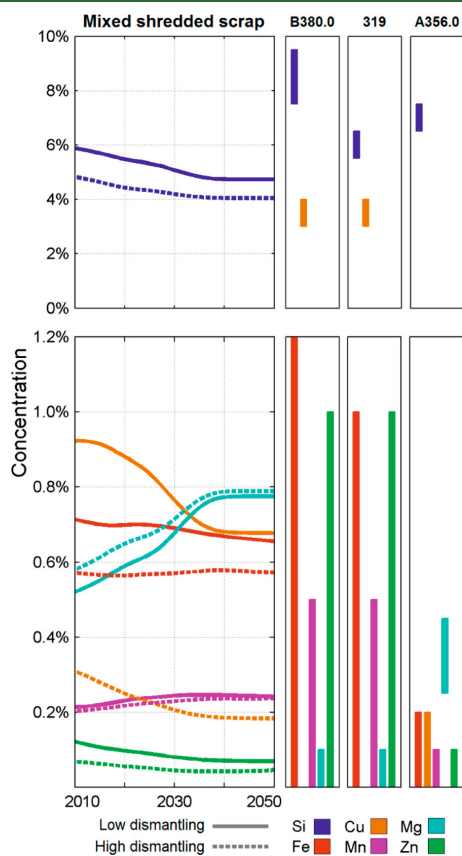 Mixed shredded scrap B380.0 319 A356.0
10%
8%
6%
4%
2%
0%
1.2%
1.0%
0.8%
0.6%
0.4%
0.2%
Concentration
2010 2030 2050
Low dismantling Si Cu Mg
High dismantling Fe Mn Zn